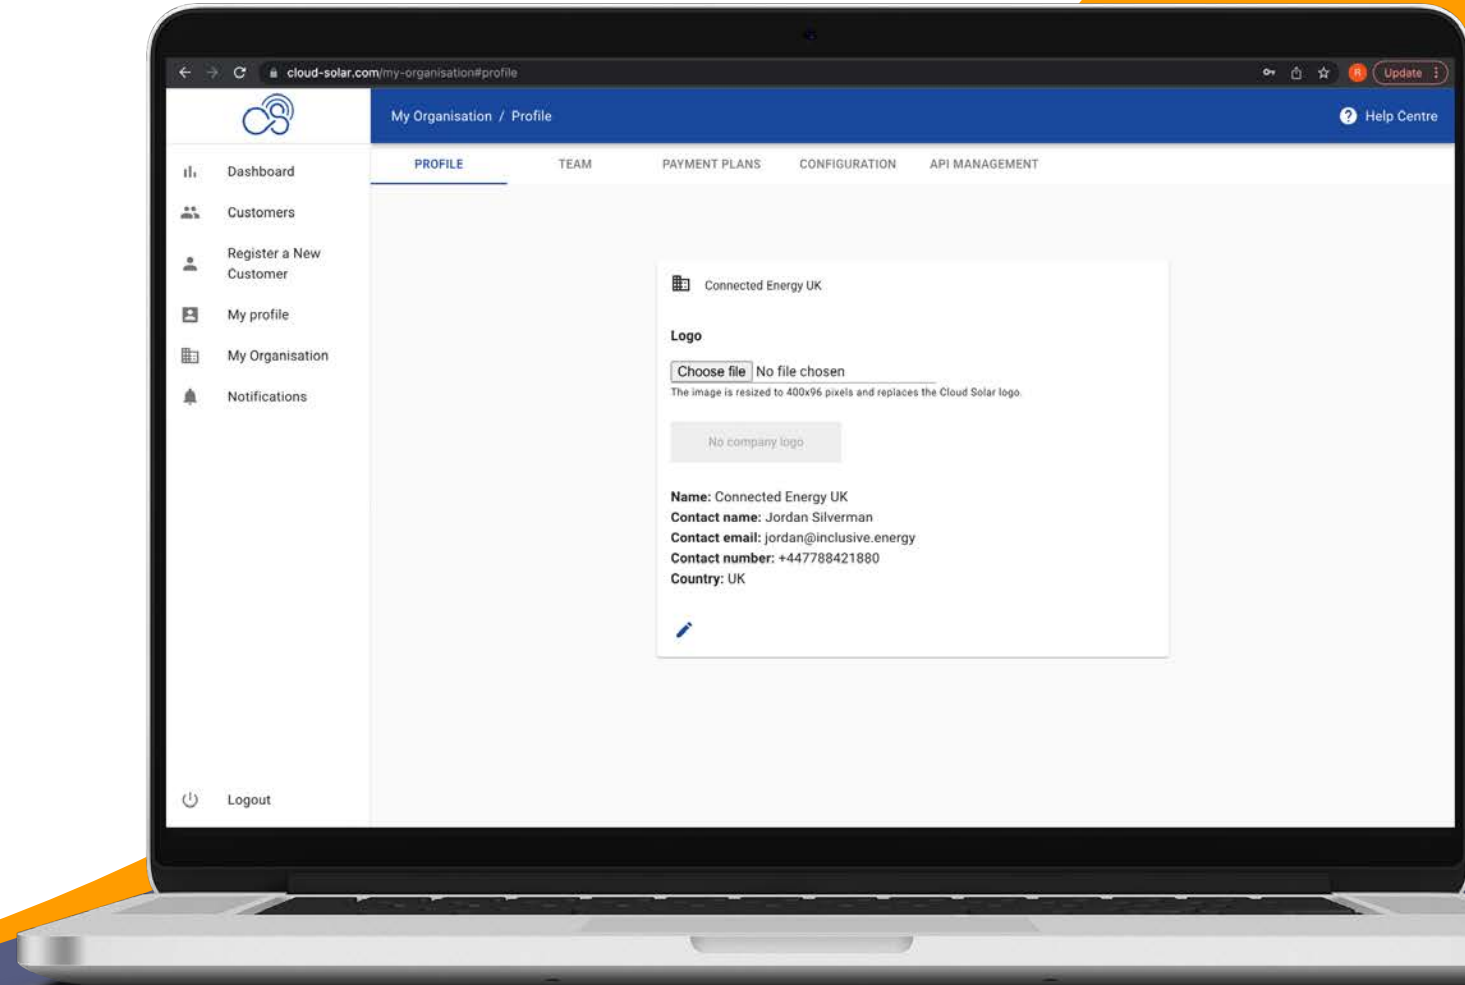 cloud-solar.com/my-organisation#profile
R
Update
My Organisation / Profile
Help Centre
PROFILE
TEAM
PAYMENT PLANS
CONFIGURATION
API MANAGEMENT
Dashboard
Customers
Register a New
Customer
My profile
My Organisation
Notifications
Logout
Connected Energy UK
Logo
Choose file No file chosen
The image is resized to 400x96 pixels and replaces the Cloud Solar logo.
No company logo
Name: Connected Energy UK
Contact name: Jordan Silverman
Contact email: jordan@inclusive.energy
Contact number: +447788421880
Country: UK